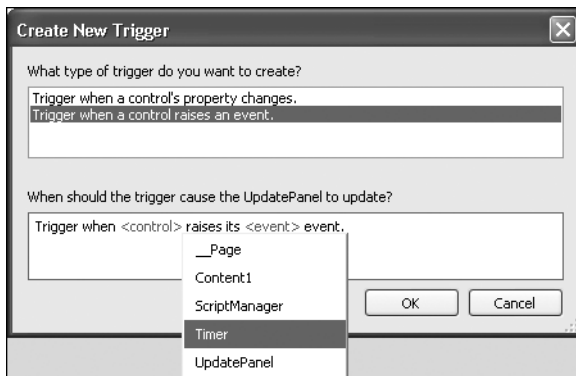 Create New Trigger
What type of trigger do you want to create?
Trigger when a control's property changes.
Trigger when a control raises an event.
When should the trigger cause the UpdatePanel to update?
Trigger when <control> raises its <event> event.
__Page
Content1
ScriptManager
Timer
UpdatePanel
OK
Cancel